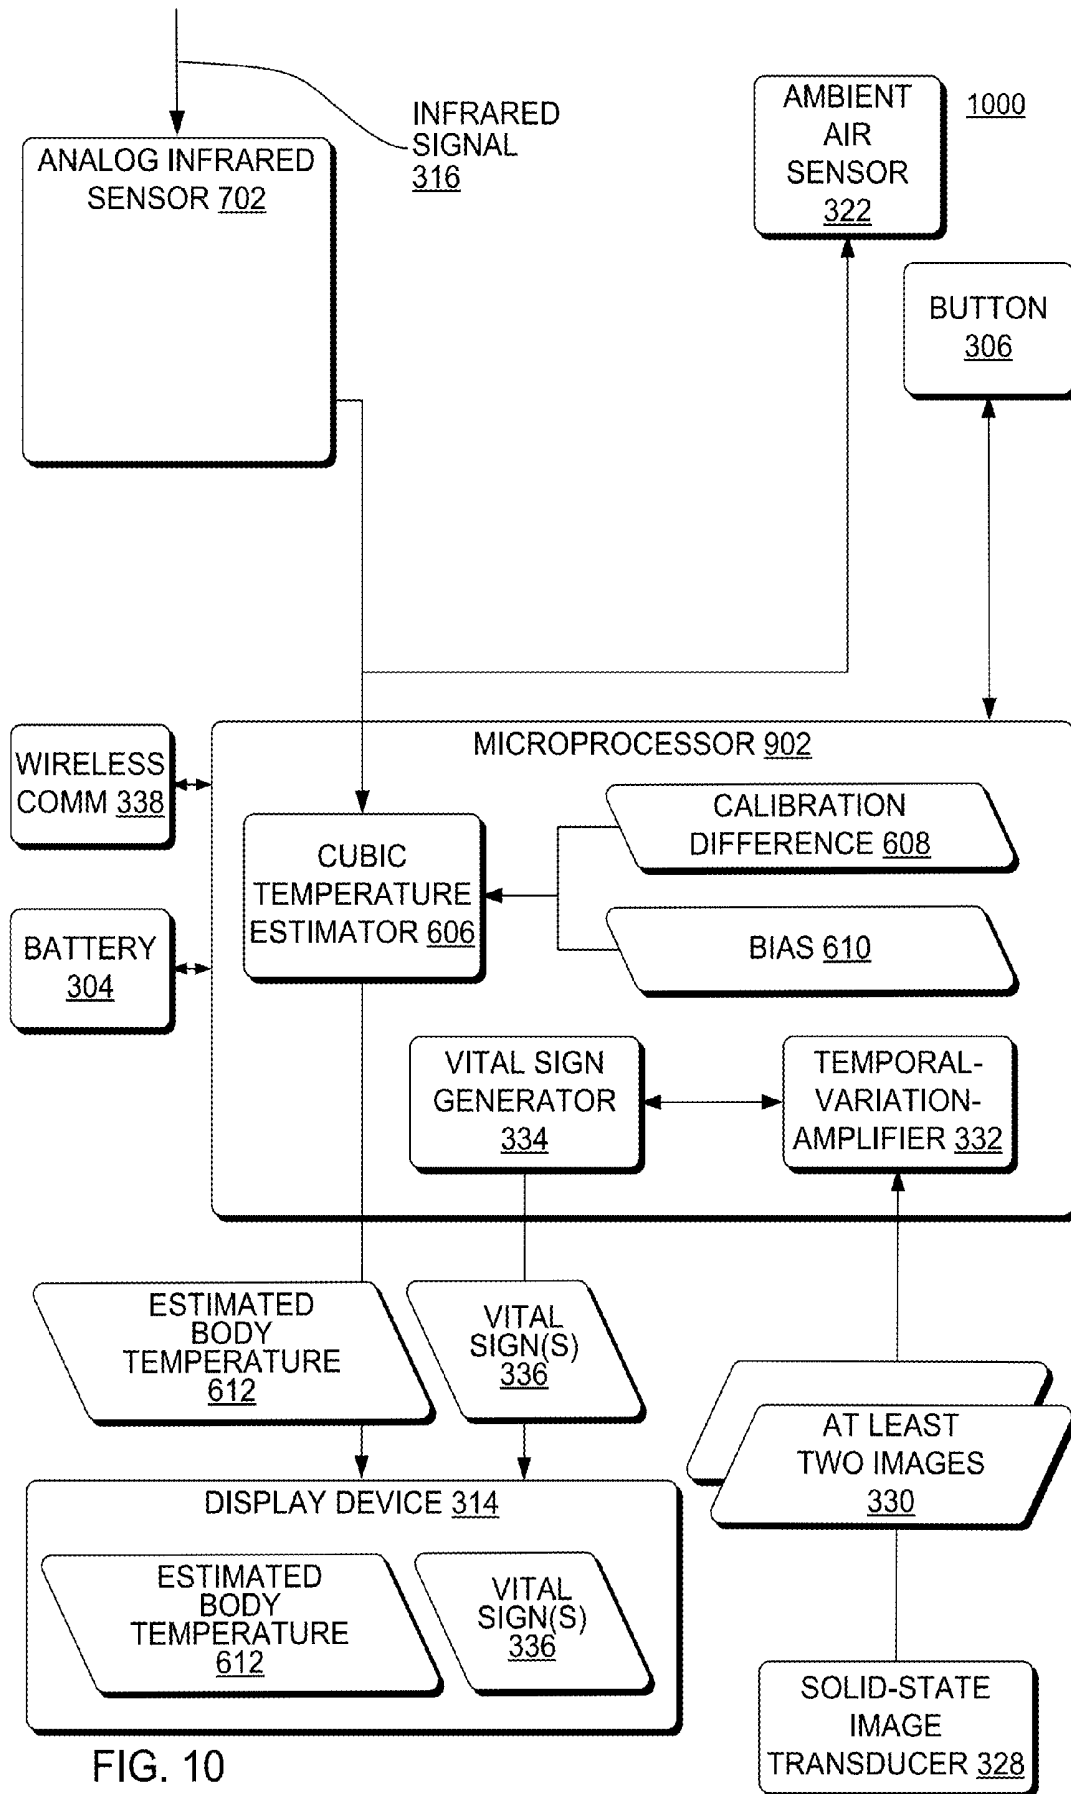 INFRARED
SIGNAL
316
AMBIENT
AIR
SENSOR
322
1000
ANALOG INFRARED
SENSOR 702
BUTTON
306
MICROPROCESSOR 902
WIRELESS
COMM 338
CALIBRATION
DIFFERENCE 608
CUBIC
TEMPERATURE
ESTIMATOR 606
BIAS 610
BATTERY
304
VITAL SIGN
GENERATOR
334
TEMPORAL-
VARIATION-
AMPLIFIER 332
ESTIMATED
BODY
TEMPERATURE
612
VITAL
SIGN(S)
336
AT LEAST
TWO IMAGES
330
DISPLAY DEVICE 314
ESTIMATED
BODY
TEMPERATURE
612
VITAL
SIGN(S)
336
SOLID-STATE
IMAGE
TRANSDUCER 328
FIG. 10